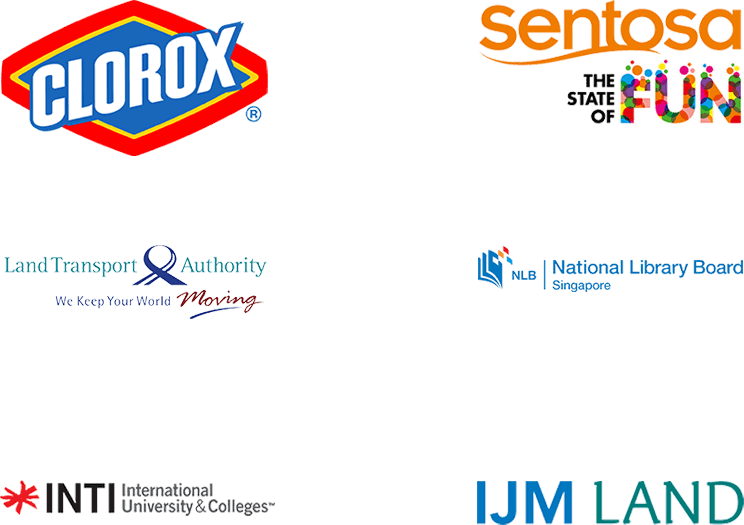 CLOROX
®
sentosa
THE
STATE
OF
FUN
Land Transport Authority
We Keep Your World Moving
NLB
National Library Board
Singapore
INTI
International
University & Colleges™
IJM LAND